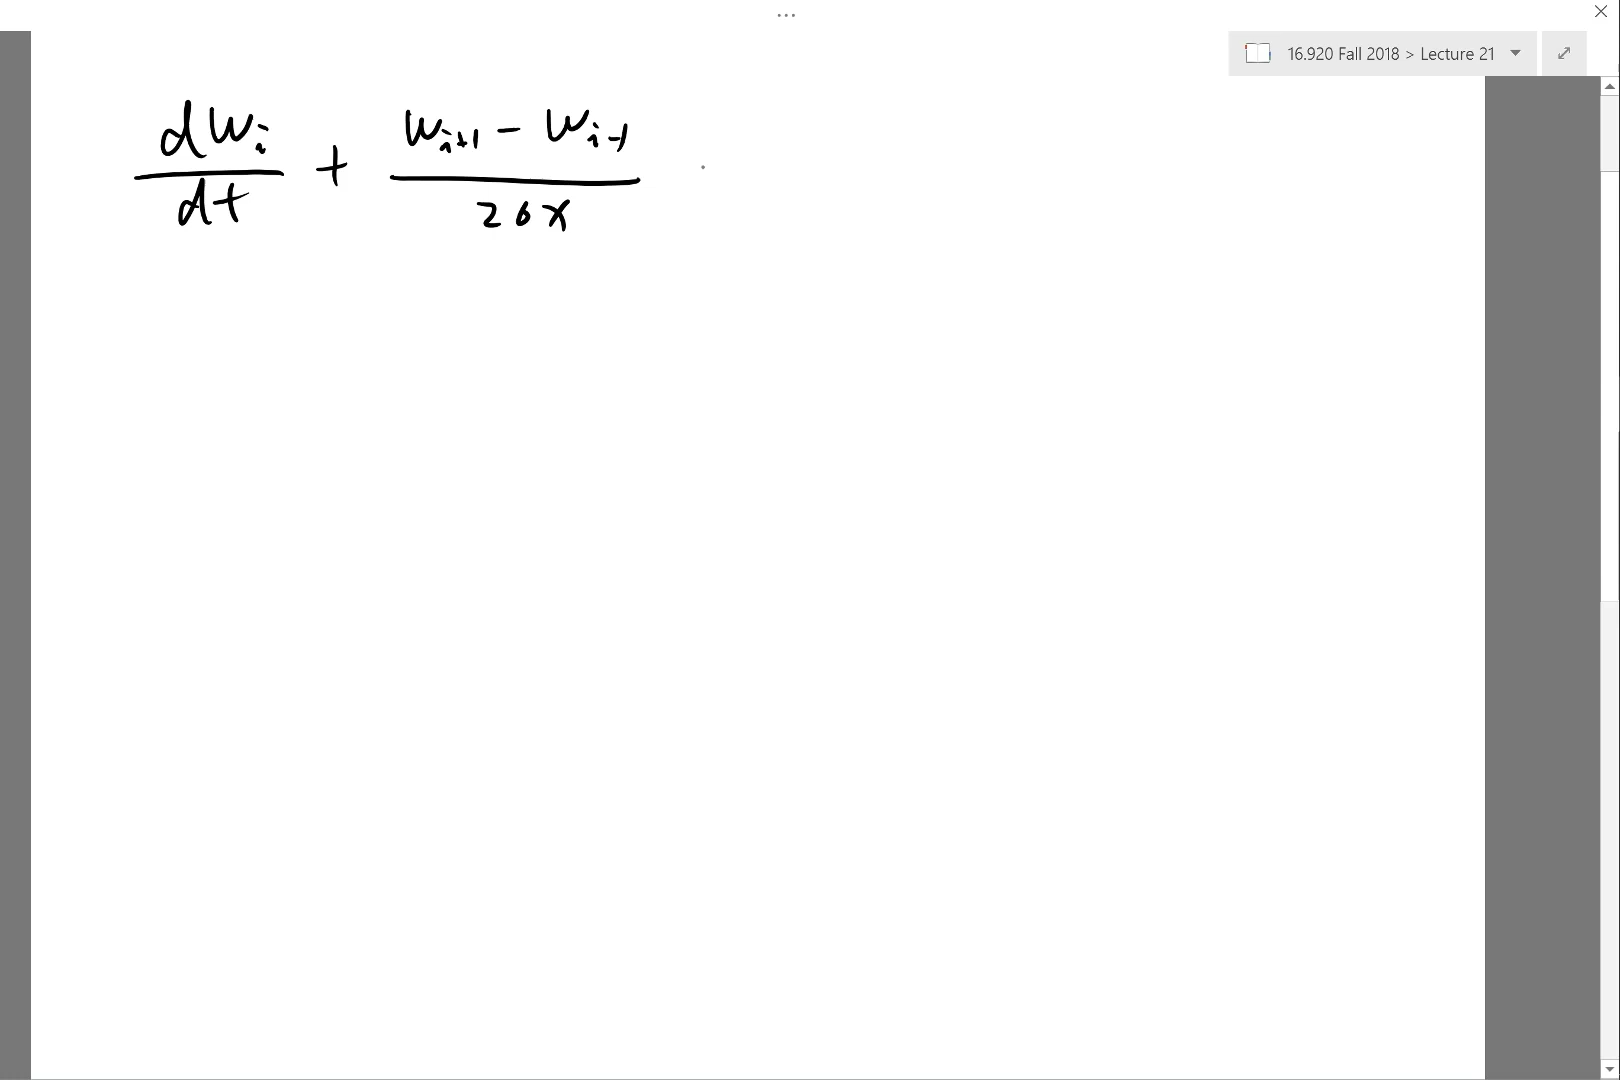 ...
16.920 Fall 2018 > Lecture 21
dw_i/dt + (w_{i+1} - w_{i-1})/(2δx)